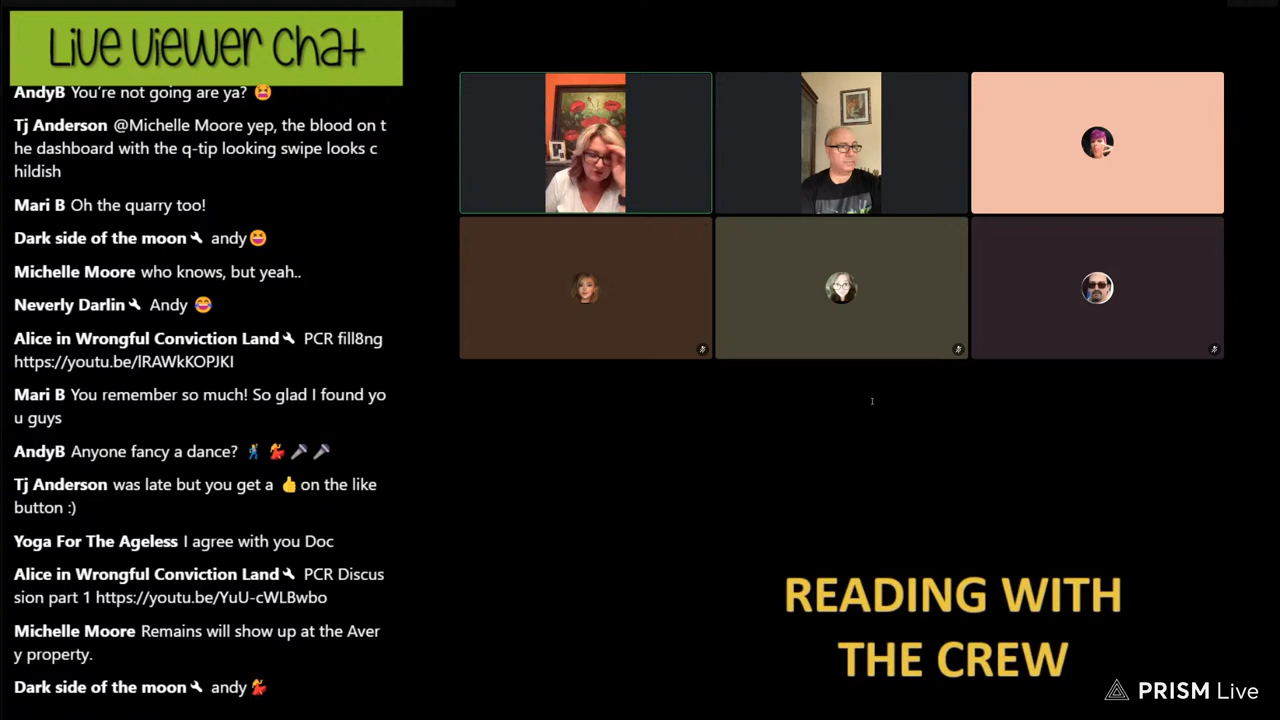 Live viewer chat
AndyB You're not going are ya? 😆
Tj Anderson @Michelle Moore yep, the blood on t
he dashboard with the q-tip looking swipe looks c
hildish
Mari B Oh the quarry too!
Dark side of the moon andy😆
Michelle Moore who knows, but yeah..
Neverly Darlin Andy 😂
Alice in Wrongful Conviction Land PCR fill8ng
https://youtu.be/lRAWkKOPJKI
Mari B You remember so much! So glad I found yo
u guys
AndyB Anyone fancy a dance? 🕺 💃 🎤 🎤
Tj Anderson was late but you get a 👍on the like
button :)
Yoga For The Ageless I agree with you Doc
Alice in Wrongful Conviction Land PCR Discus
sion part 1 https://youtu.be/YuU-cWLBwbo
Michelle Moore Remains will show up at the Aver
y property.
Dark side of the moon andy 💃
READING WITH
THE CREW
PRISM Live